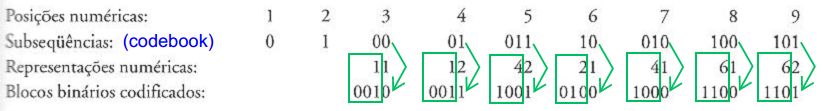 Posições numéricas: 1 2 3 4 5 6 7 8 9
Subseqüências: (codebook) 0 1 00 01 011 10 010 100 101
Representações numéricas: 11 12 42 21 41 61 62
Blocos binários codificados: 0010 0011 1001 0100 1000 1100 1101